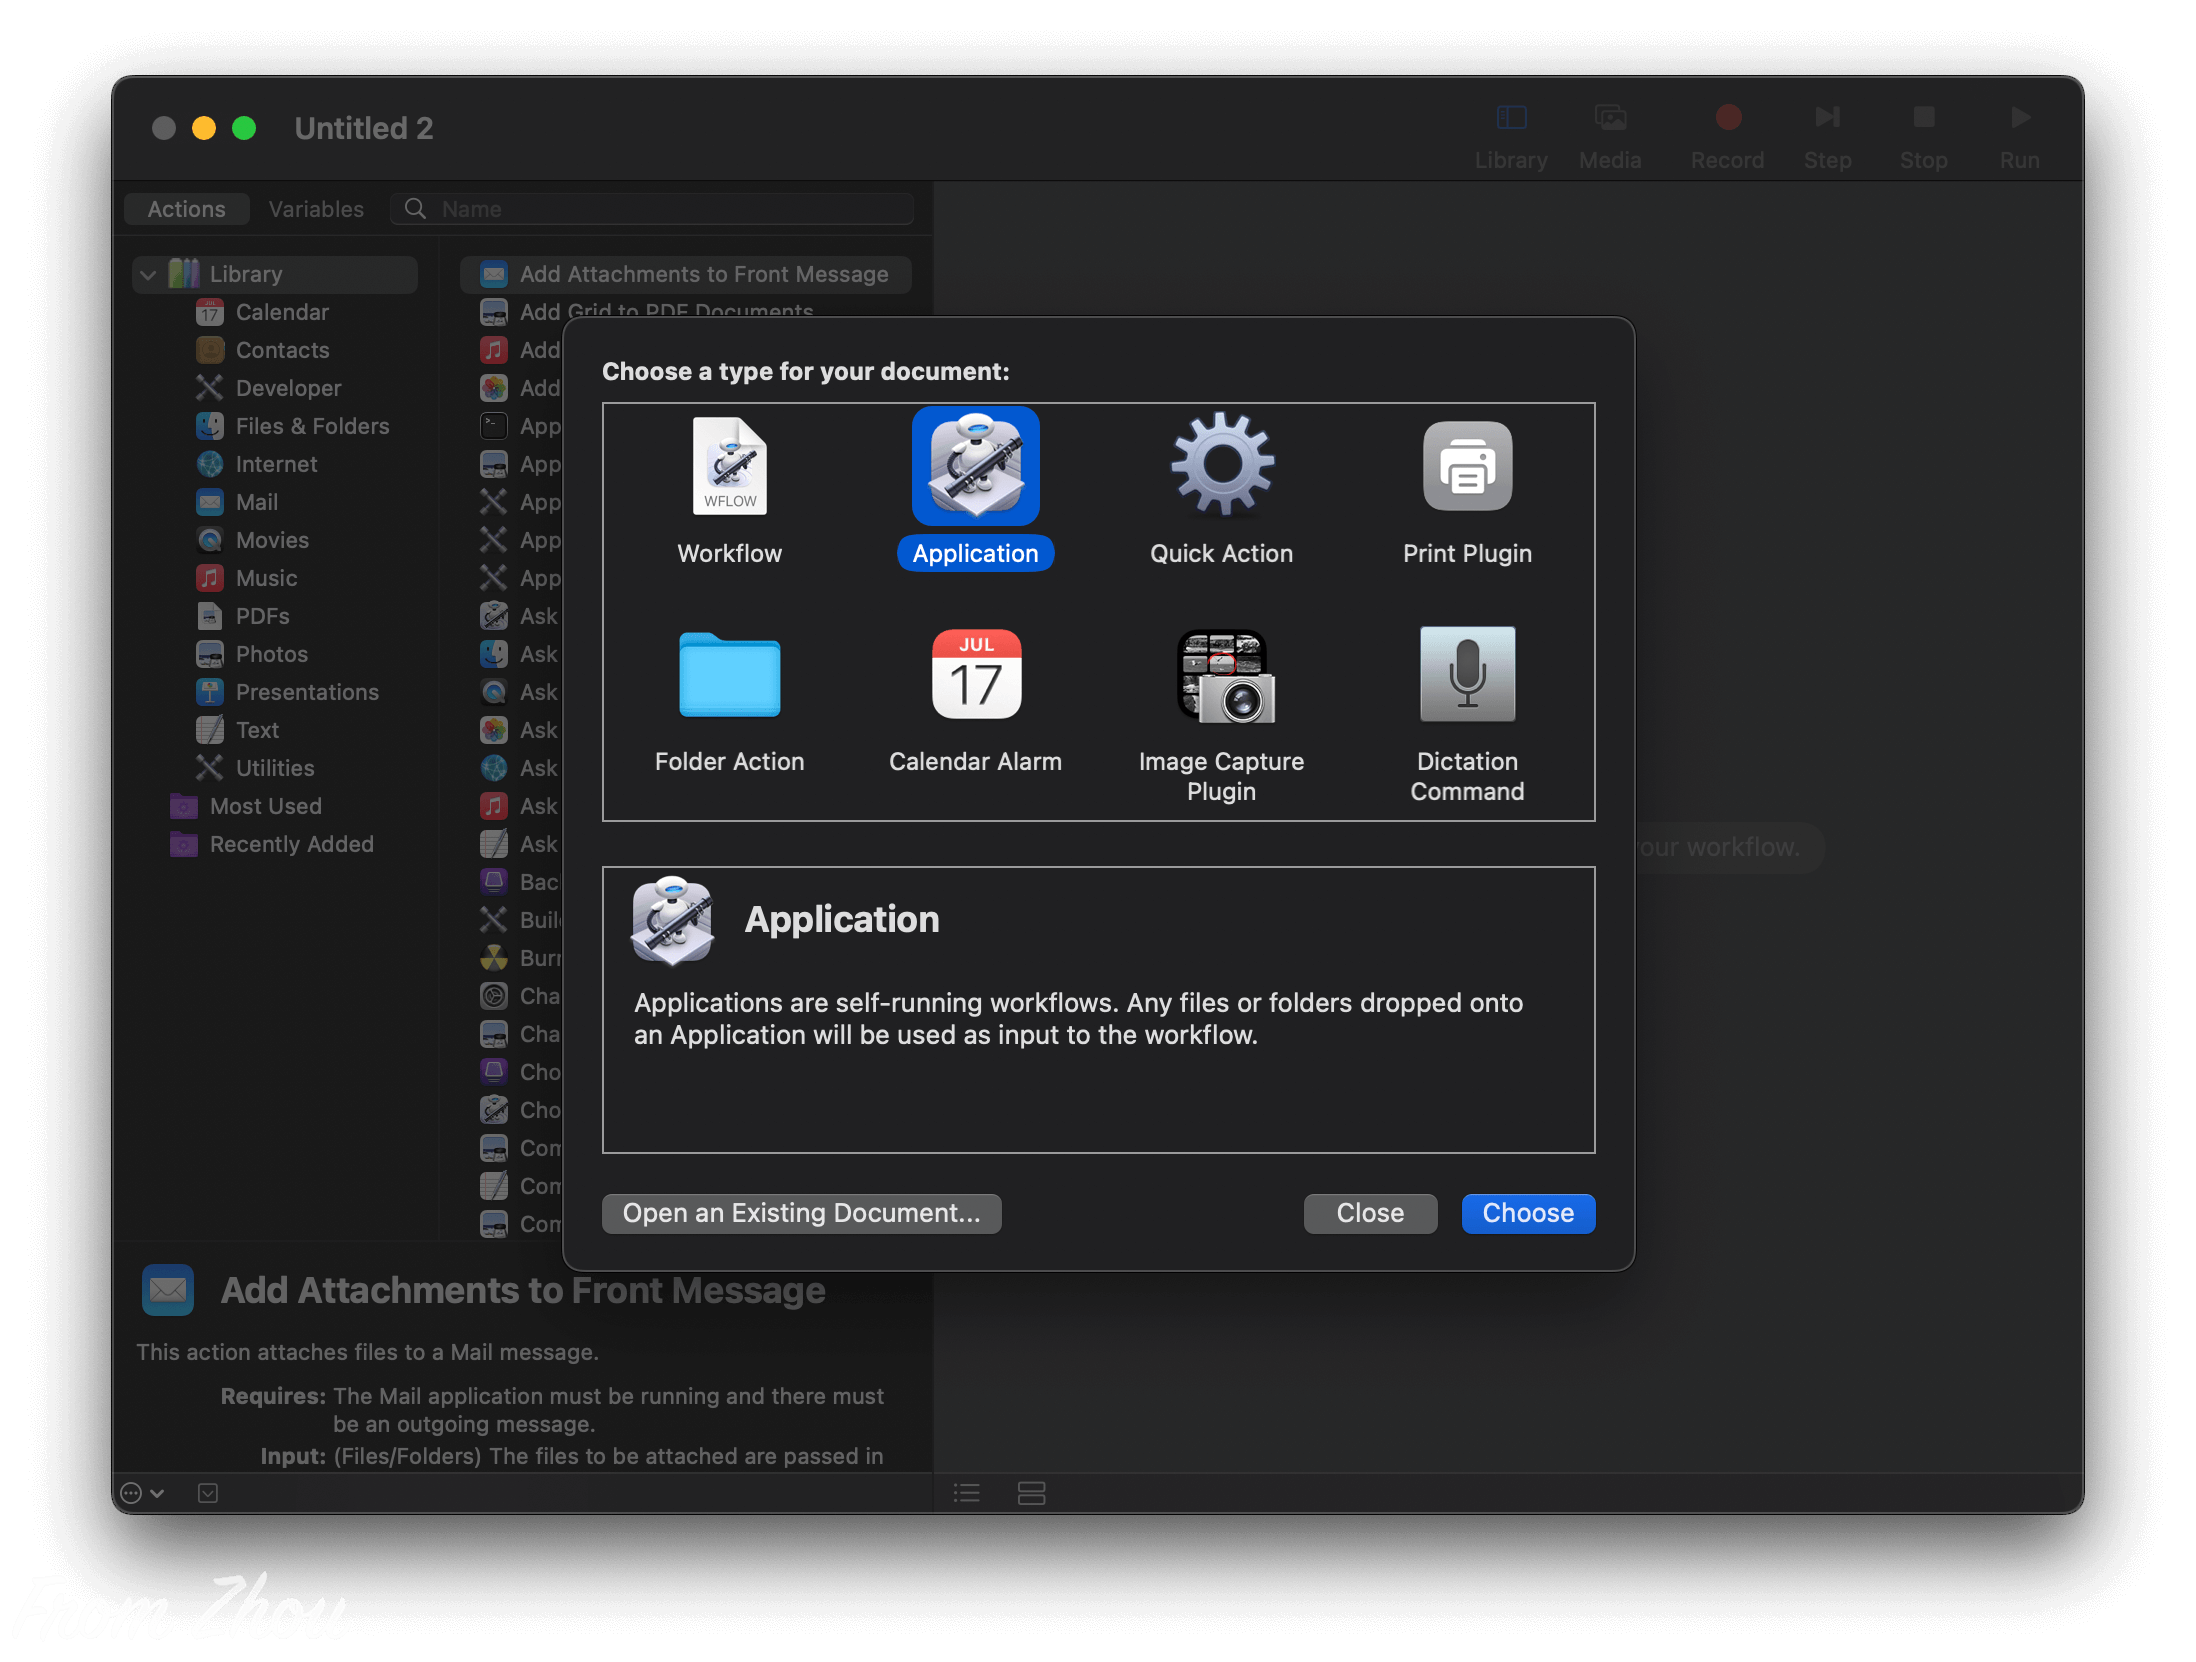 Untitled 2
Library
Media
Record
Step
Stop
Run
Actions
Variables
Name
Library
Calendar
Contacts
Developer
Files & Folders
Internet
Mail
Movies
Music
PDFs
Photos
Presentations
Text
Utilities
Most Used
Recently Added
Add Attachments to Front Message
Add Grid to PDF Documents
Add
Add
App
App
App
App
App
Ask
Ask
Ask
Ask
Ask
Ask
Ask
Bac
Buil
Burn
Cha
Cha
Cho
Cho
Com
Com
Com
Choose a type for your document:
WFLOW
Workflow
Application
Quick Action
Print Plugin
Folder Action
JUL
17
Calendar Alarm
Image Capture
Plugin
Dictation
Command
Application
Applications are self-running workflows. Any files or folders dropped onto
an Application will be used as input to the workflow.
Open an Existing Document...
Close
Choose
your workflow.
Add Attachments to Front Message
This action attaches files to a Mail message.
Requires: The Mail application must be running and there must
be an outgoing message.
Input: (Files/Folders) The files to be attached are passed in
From Zhou